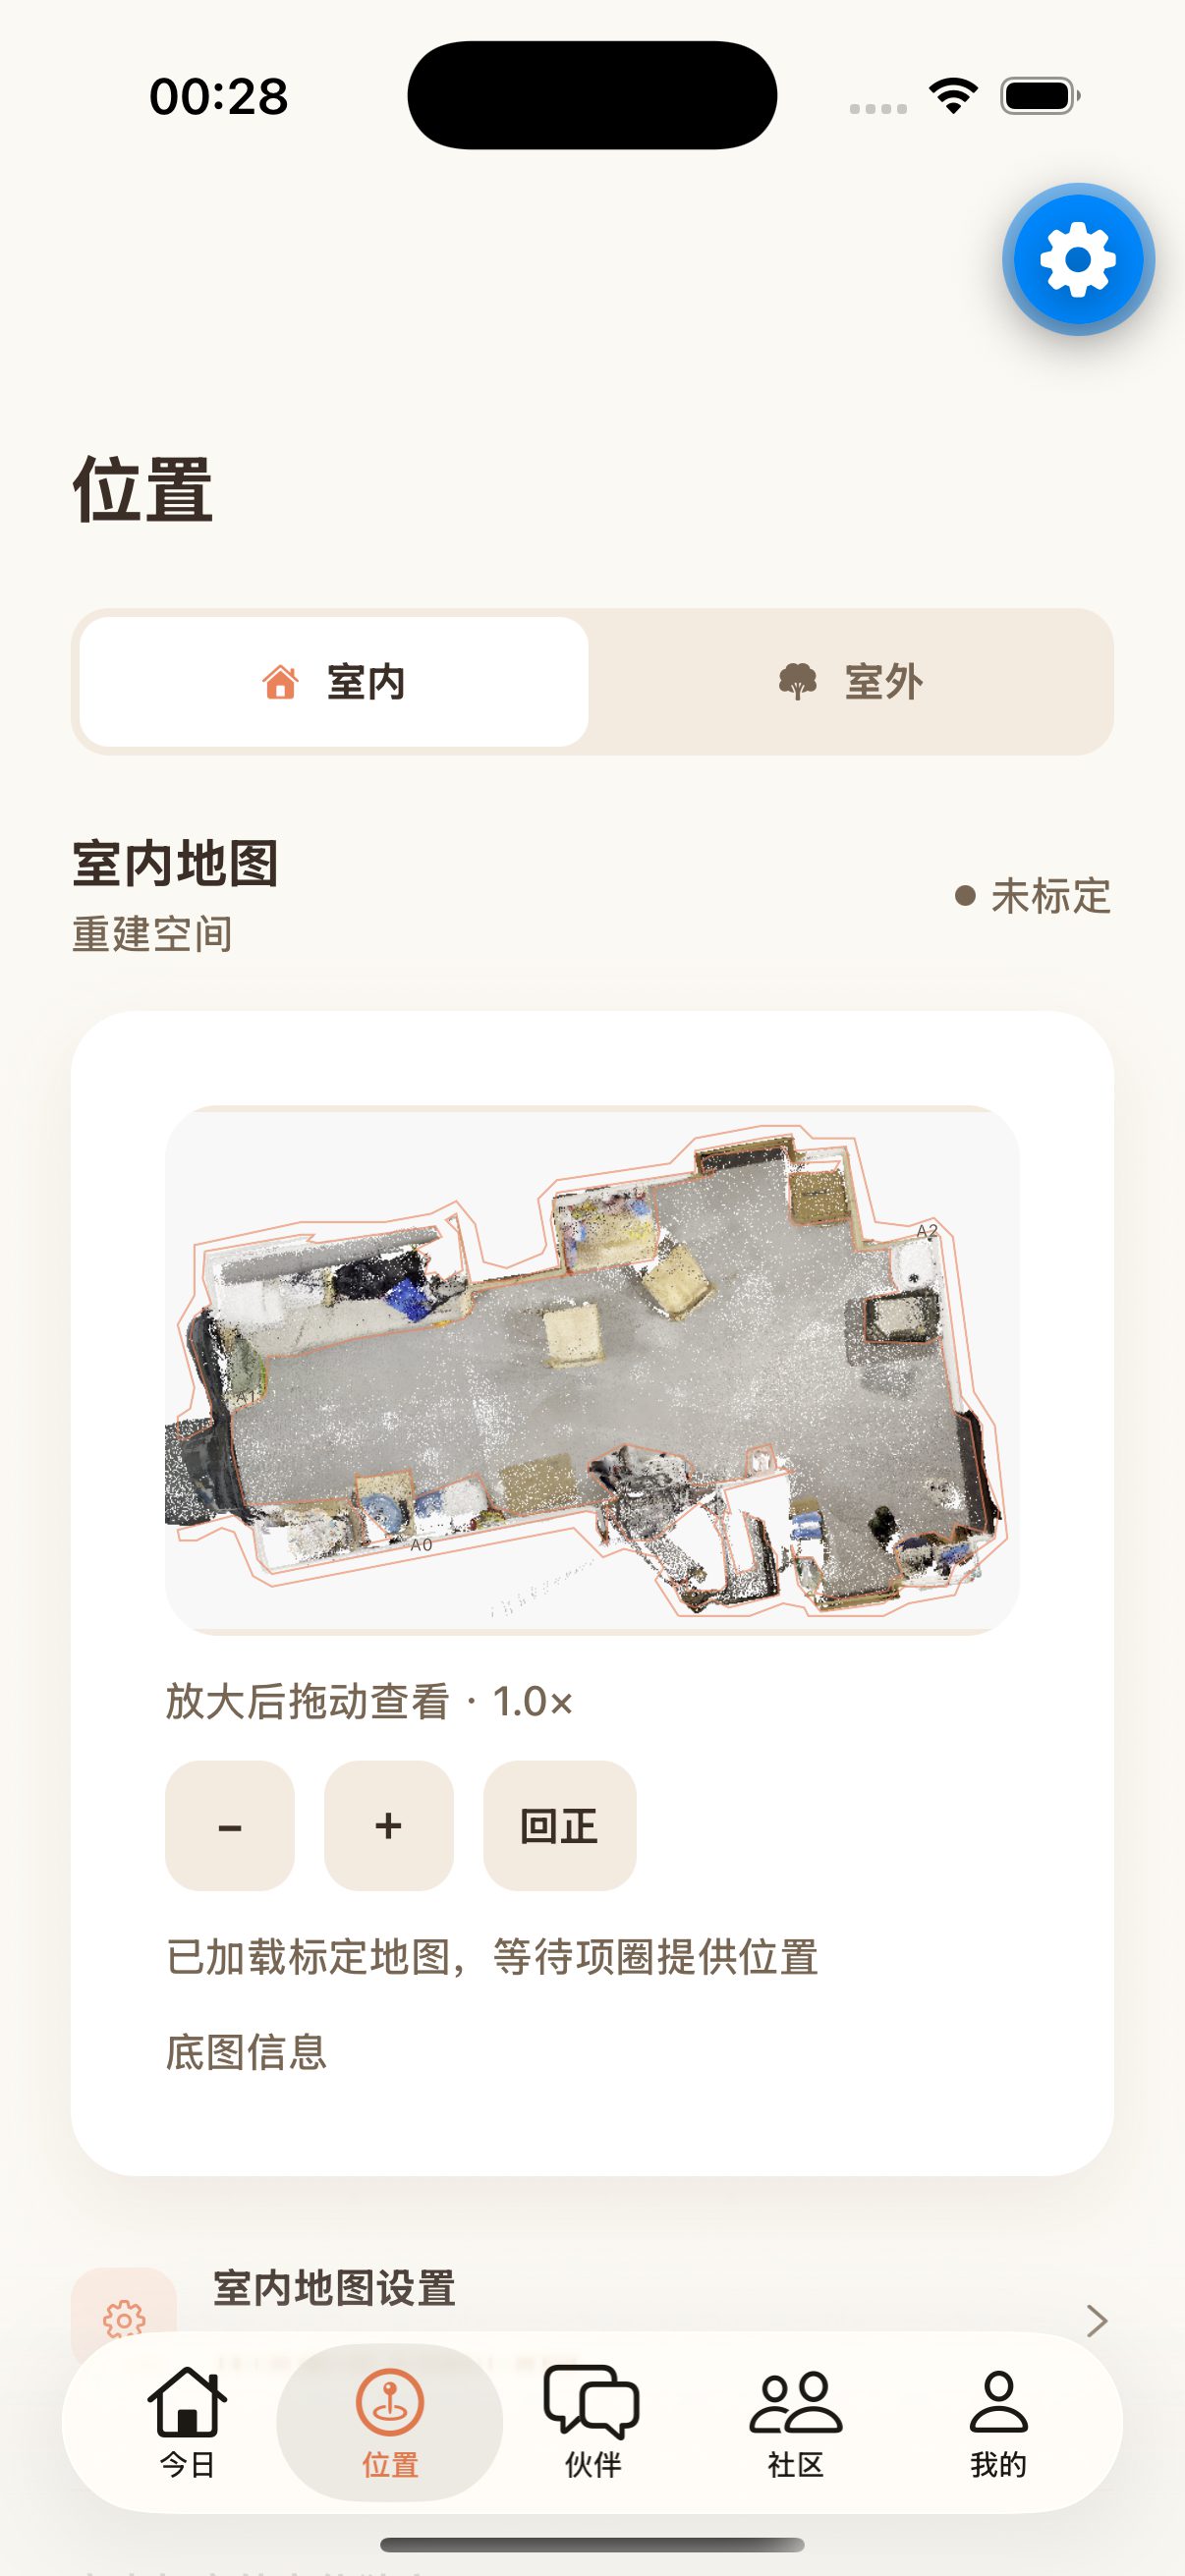 00:28
位置
室内
室外
室内地图
重建空间
未标定
A2
A1
A0
放大后拖动查看 · 1.0×
－
+
回正
已加载标定地图，等待项圈提供位置
底图信息
室内地图设置
今日
位置
伙伴
社区
我的